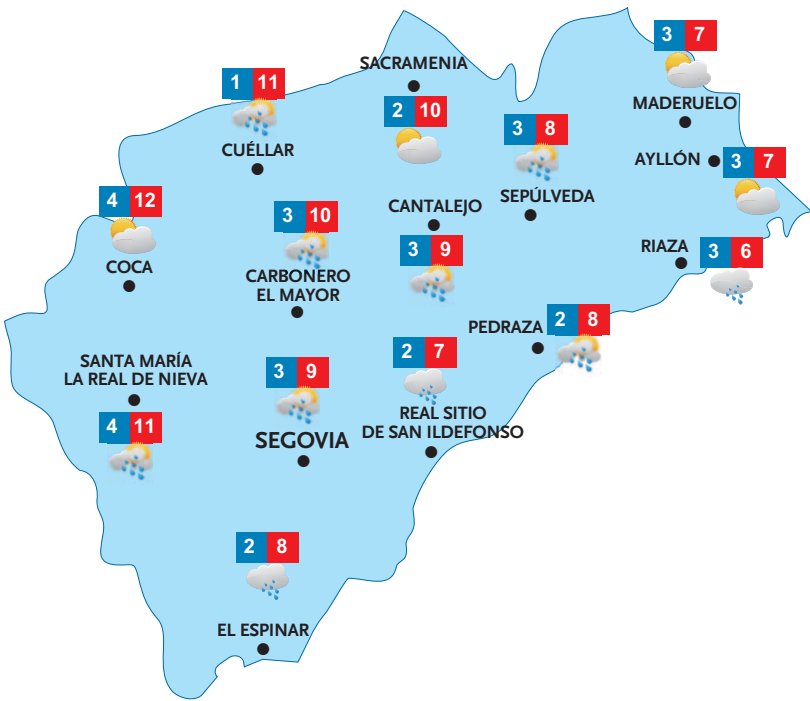 3 7
MADERUELO
SACRAMENIA
2 10
1 11
CUÉLLAR
3 8
SEPÚLVEDA
AYLLÓN
3 7
4 12
COCA
3 10
CARBONERO
EL MAYOR
CANTALEJO
3 9
RIAZA
3 6
PEDRAZA
2 8
SANTA MARÍA
LA REAL DE NIEVA
4 11
3 9
SEGOVIA
2 7
REAL SITIO
DE SAN ILDEFONSO
2 8
EL ESPINAR